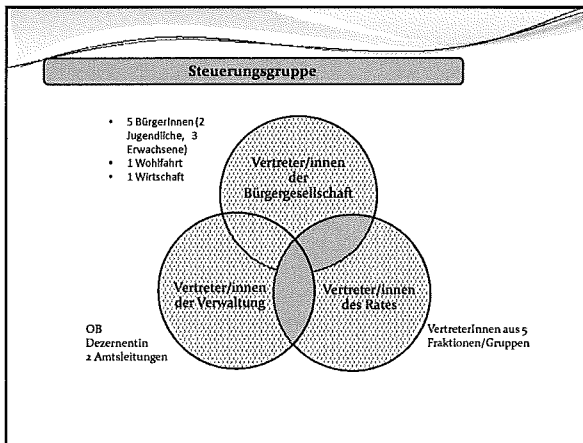 Steuerungsgruppe
• 5 BürgerInnen (2
Jugendliche, 3
Erwachsene)
• 1 Wohlfahrt
• 1 Wirtschaft
Vertreter/innen
der
Bürgergesellschaft
Vertreter/innen
der Verwaltung
Vertreter/innen
des Rates
OB
Dezernentin
2 Amtsleitungen
VertreterInnen aus 5
Fraktionen/Gruppen